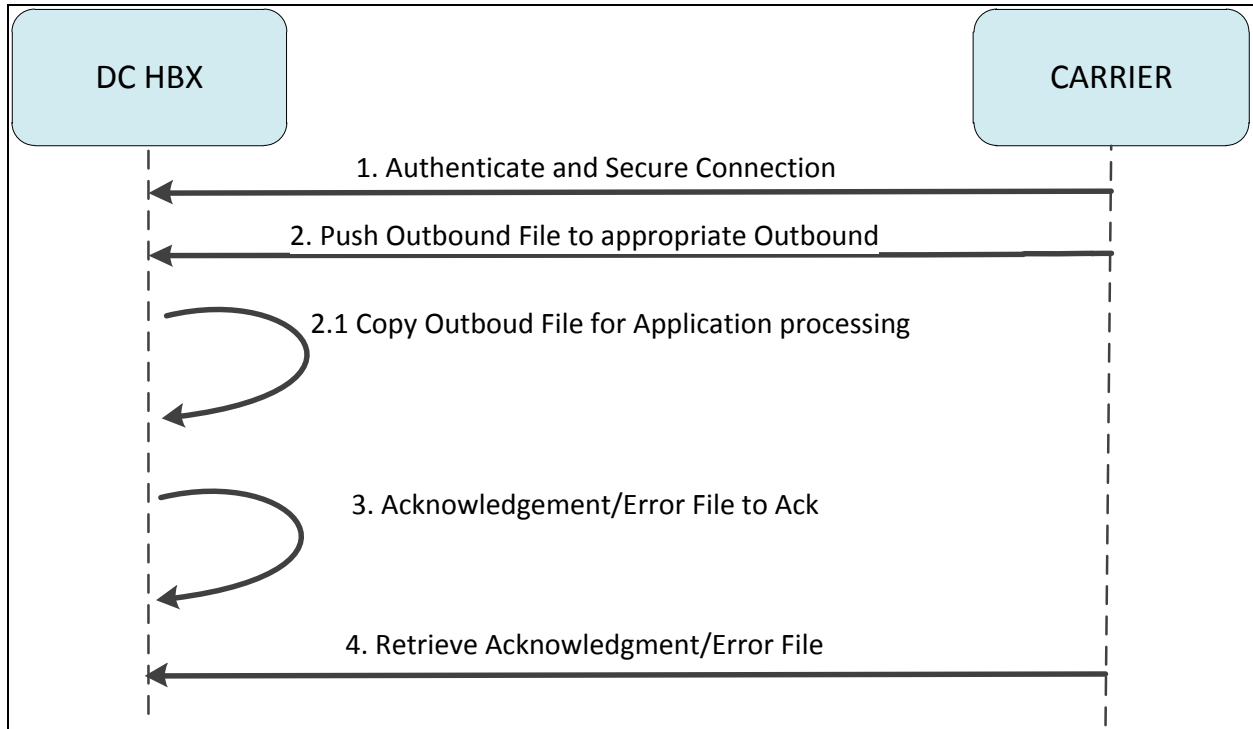 DC HBX
CARRIER
1. Authenticate and Secure Connection
2. Push Outbound File to appropriate Outbound
2.1 Copy Outboud File for Application processing
3. Acknowledgement/Error File to Ack
4. Retrieve Acknowledgment/Error File